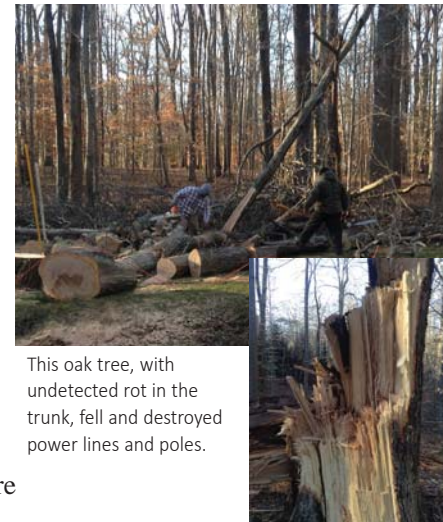 This oak tree, with
undetected rot in the
trunk, fell and destroyed
power lines and poles.
re